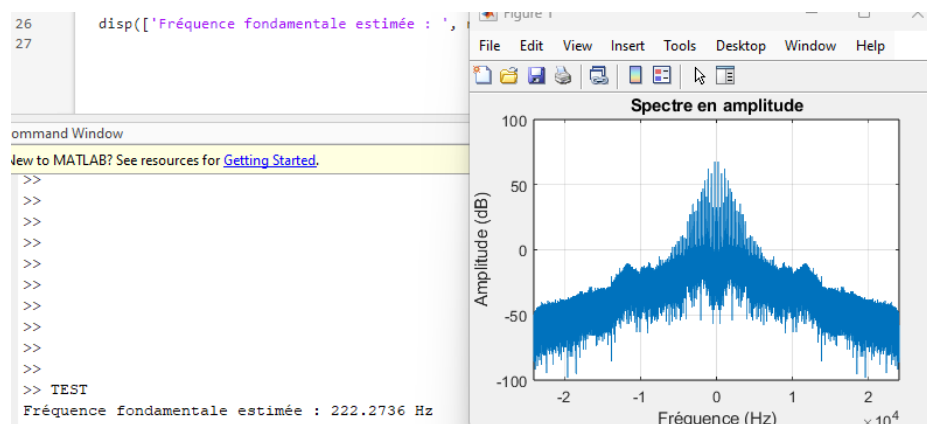 26 disp(['Fréquence fondamentale estimée : ',
27
Figure 1
File Edit View Insert Tools Desktop Window Help
ommand Window
New to MATLAB? See resources for Getting Started.
>>
>>
>>
>>
>>
>>
>>
>>
>>
>>
>> TEST
Fréquence fondamentale estimée : 222.2736 Hz
Spectre en amplitude
Amplitude (dB)
100
50
0
-50
-100
-2 -1 0 1 2
Fréquence (Hz) × 10⁴